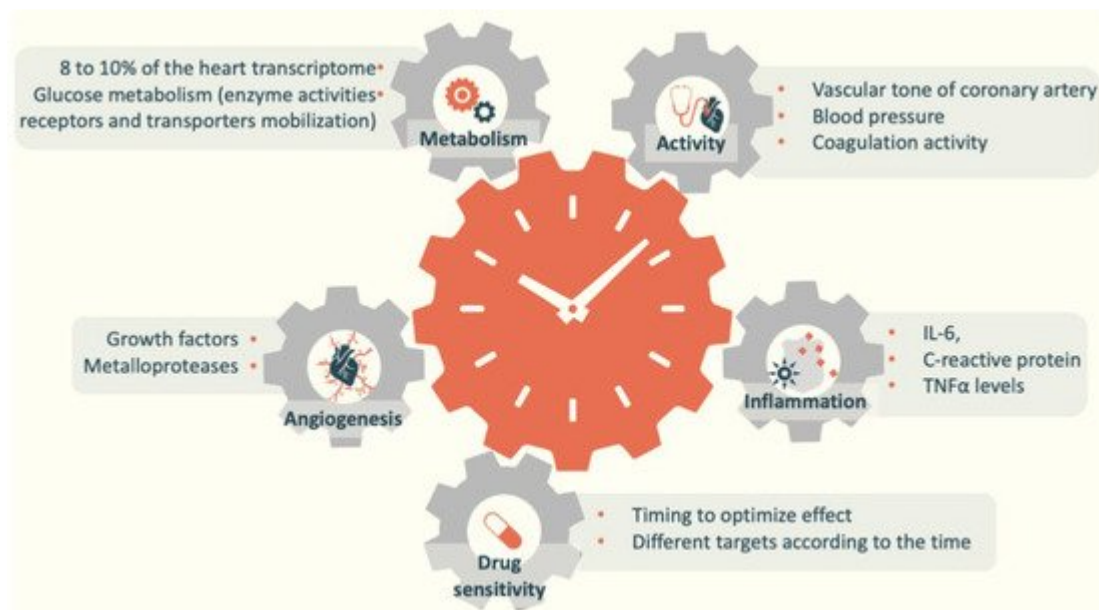 8 to 10% of the heart transcriptome•
Glucose metabolism (enzyme activities•
receptors and transporters mobilization)
Metabolism
Activity
• Vascular tone of coronary artery
• Blood pressure
• Coagulation activity
Growth factors •
Metalloproteases •
Angiogenesis
Inflammation
• IL-6,
• C-reactive protein
• TNFα levels
Drug
sensitivity
• Timing to optimize effect
• Different targets according to the time